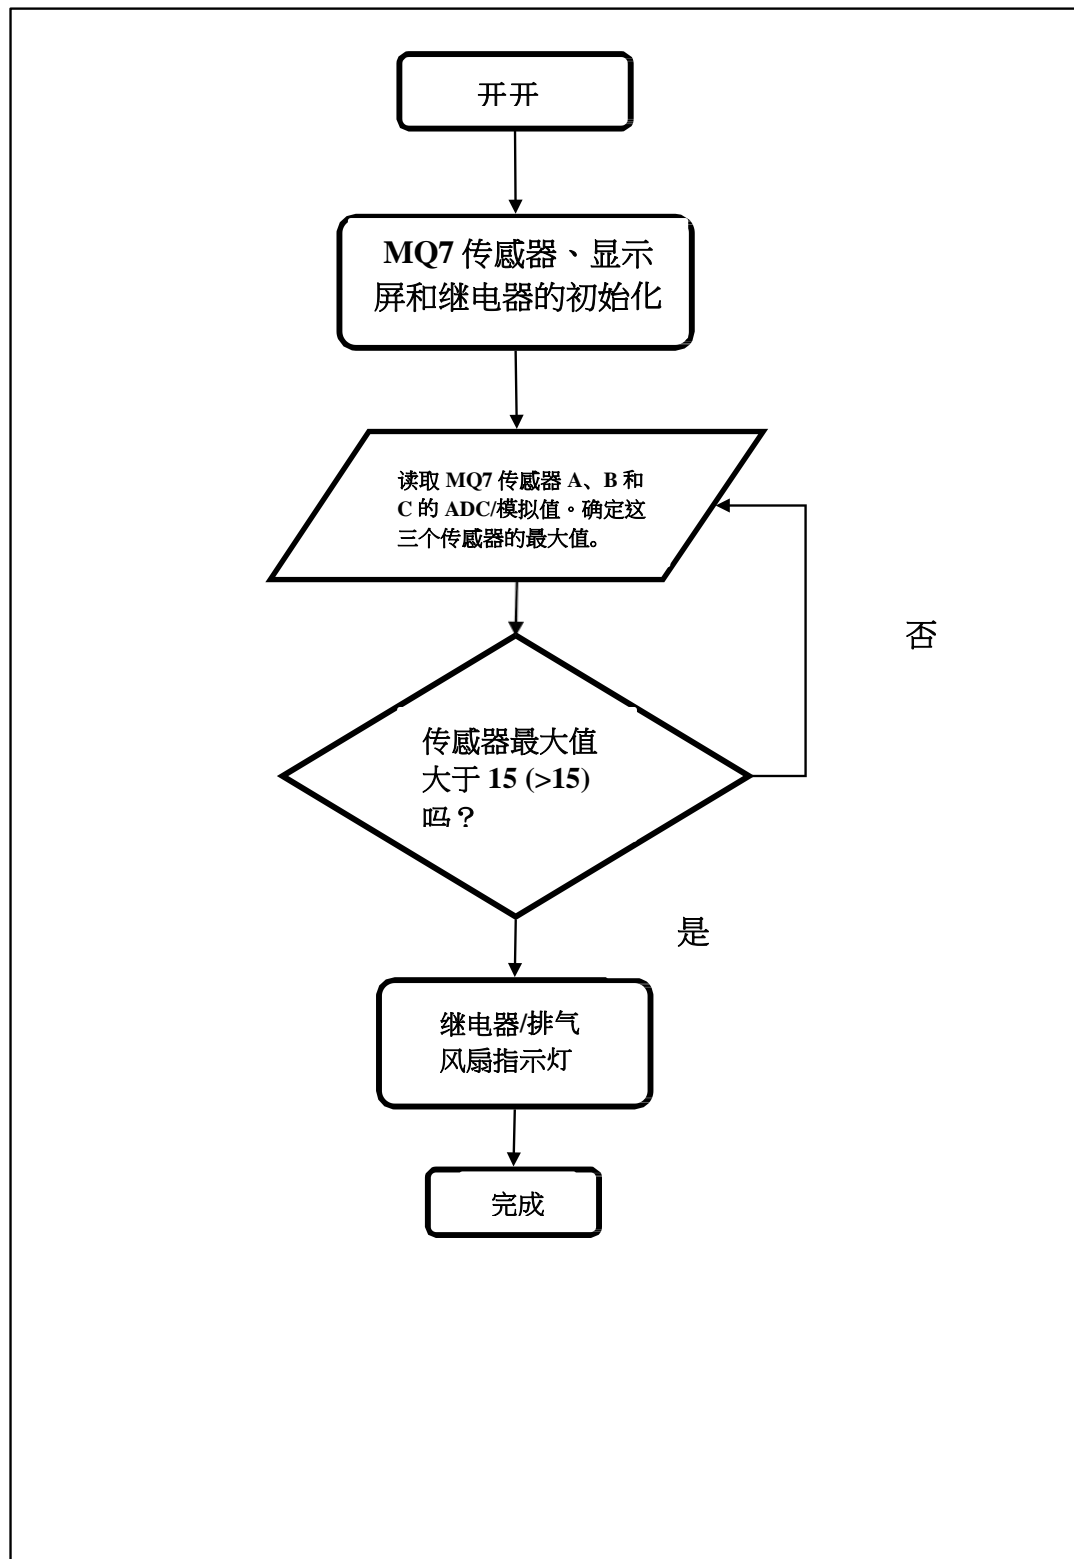 开开
MQ7 传感器、显示
屏和继电器的初始化
读取 MQ7 传感器 A、B 和
C 的 ADC/模拟值。确定这
三个传感器的最大值。
否
传感器最大值
大于 15 (>15)
吗？
是
继电器/排气
风扇指示灯
完成